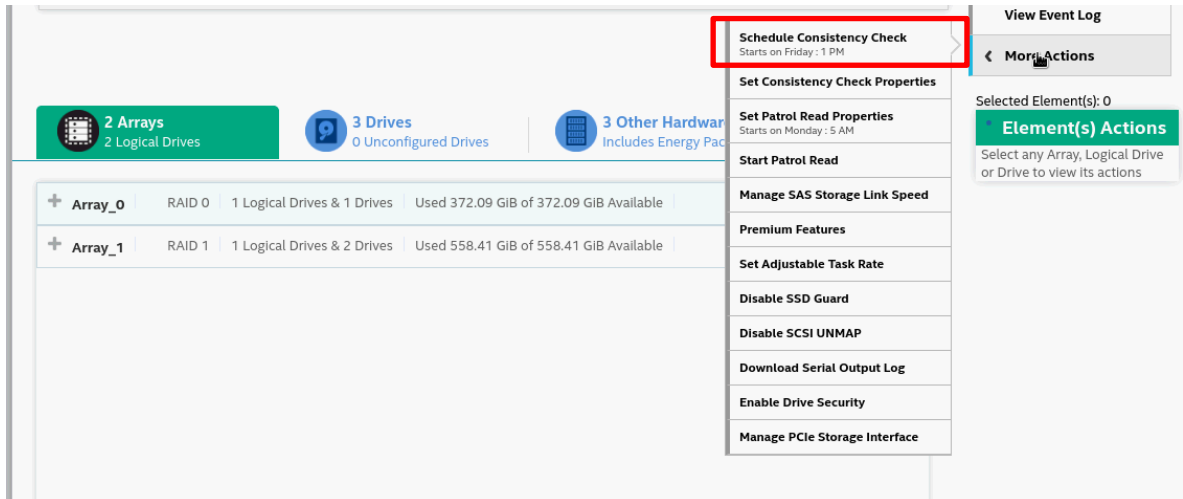 View Event Log
More Actions
Schedule Consistency Check
Starts on Friday : 1 PM
Set Consistency Check Properties
Set Patrol Read Properties
Starts on Monday : 5 AM
Start Patrol Read
Manage SAS Storage Link Speed
Premium Features
Set Adjustable Task Rate
Disable SSD Guard
Disable SCSI UNMAP
Download Serial Output Log
Enable Drive Security
Manage PCIe Storage Interface
Selected Element(s): 0
Element(s) Actions
Select any Array, Logical Drive
or Drive to view its actions
2 Arrays
2 Logical Drives
3 Drives
0 Unconfigured Drives
3 Other Hardwar
Includes Energy Pac
Array_0 RAID 0 1 Logical Drives & 1 Drives Used 372.09 GiB of 372.09 GiB Available
Array_1 RAID 1 1 Logical Drives & 2 Drives Used 558.41 GiB of 558.41 GiB Available